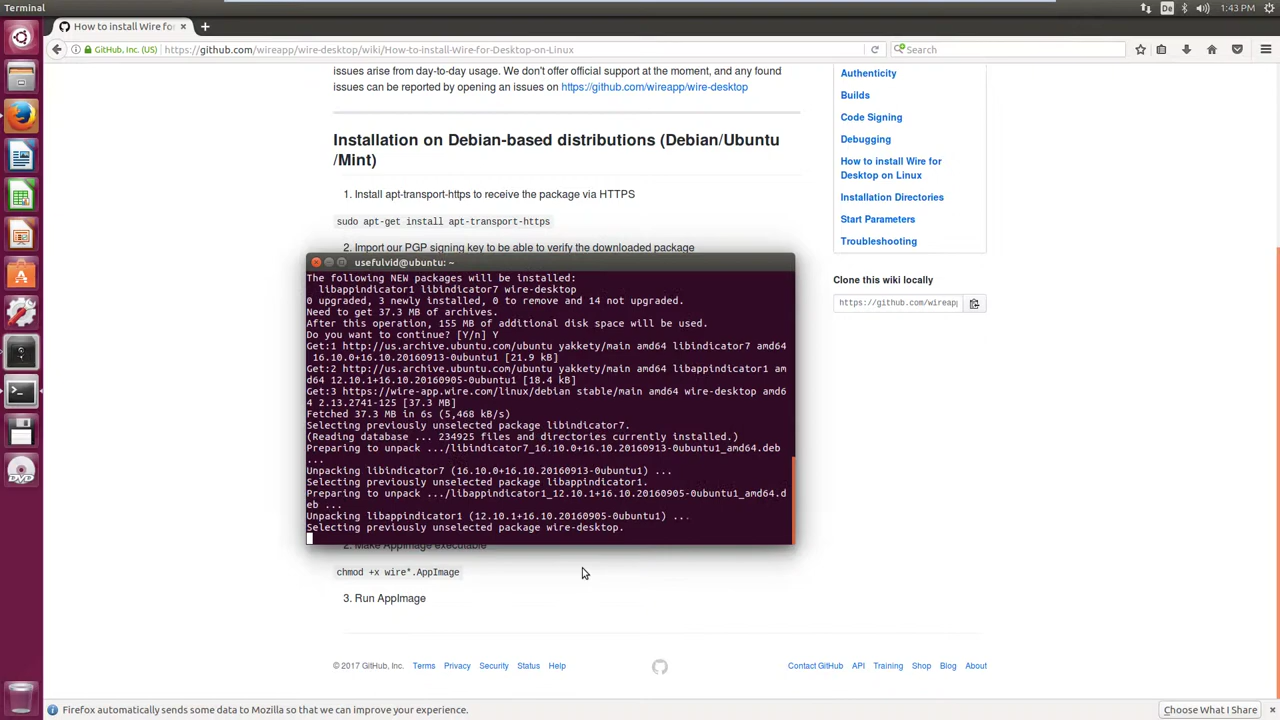 Terminal
De
1:43 PM
How to install Wire for
GitHub, Inc. (US)
https://github.com/wireapp/wire-desktop/wiki/How-to-install-Wire-for-Desktop-on-Linux
Search
issues arise from day-to-day usage. We don't offer official support at the moment, and any found
issues can be reported by opening an issues on https://github.com/wireapp/wire-desktop
Installation on Debian-based distributions (Debian/Ubuntu
/Mint)
1. Install apt-transport-https to receive the package via HTTPS
sudo apt-get install apt-transport-https
2. Import our PGP signing key to be able to verify the downloaded package
usefulvid@ubuntu: ~
The following NEW packages will be installed:
libappindicator1 libindicator7 wire-desktop
0 upgraded, 3 newly installed, 0 to remove and 14 not upgraded.
Need to get 37.3 MB of archives.
After this operation, 155 MB of additional disk space will be used.
Do you want to continue? [Y/n] Y
Get:1 http://us.archive.ubuntu.com/ubuntu yakkety/main amd64 libindicator7 amd64
16.10.0+16.10.20160913-0ubuntu1 [21.9 kB]
Get:2 http://us.archive.ubuntu.com/ubuntu yakkety/main amd64 libappindicator1 am
d64 12.10.1+16.10.20160905-0ubuntu1 [18.4 kB]
Get:3 https://wire-app.wire.com/linux/debian stable/main amd64 wire-desktop amd6
4 2.13.2741-125 [37.3 MB]
Fetched 37.3 MB in 6s (5,468 kB/s)
Selecting previously unselected package libindicator7.
(Reading database ... 234925 files and directories currently installed.)
Preparing to unpack .../libindicator7_16.10.0+16.10.20160913-0ubuntu1_amd64.deb
...
Unpacking libindicator7 (16.10.0+16.10.20160913-0ubuntu1) ...
Selecting previously unselected package libappindicator1.
Preparing to unpack .../libappindicator1_12.10.1+16.10.20160905-0ubuntu1_amd64.d
eb ...
Unpacking libappindicator1 (12.10.1+16.10.20160905-0ubuntu1) ...
Selecting previously unselected package wire-desktop.
2. Make AppImage executable
chmod +x wire*.AppImage
3. Run AppImage
Authenticity
Builds
Code Signing
Debugging
How to install Wire for
Desktop on Linux
Installation Directories
Start Parameters
Troubleshooting
Clone this wiki locally
https://github.com/wireap
© 2017 GitHub, Inc. Terms Privacy Security Status Help
Contact GitHub API Training Shop Blog About
DVD
Firefox automatically sends some data to Mozilla so that we can improve your experience.
Choose What I Share